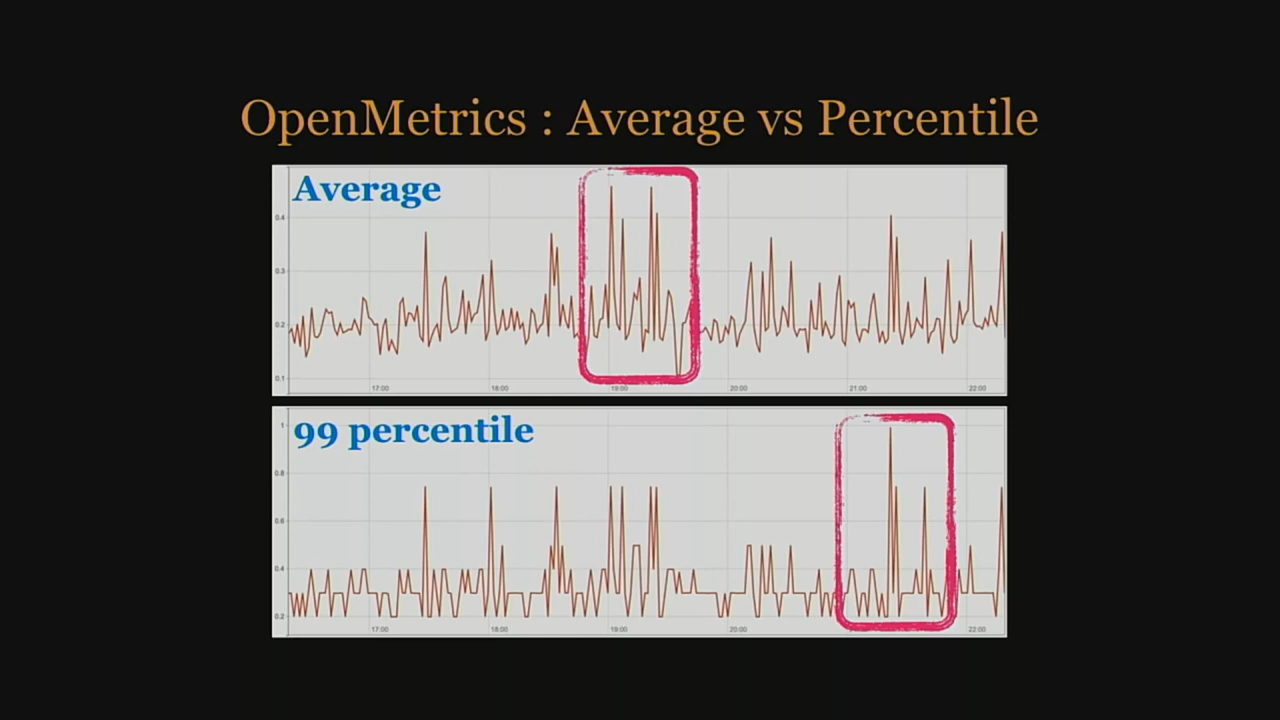 OpenMetrics : Average vs Percentile
Average
0.4
0.3
0.2
0.1
17:00 18:00 19:00 20:00 21:00 22:00
99 percentile
1
0.8
0.6
0.4
0.2
17:00 18:00 19:00 20:00 22:00